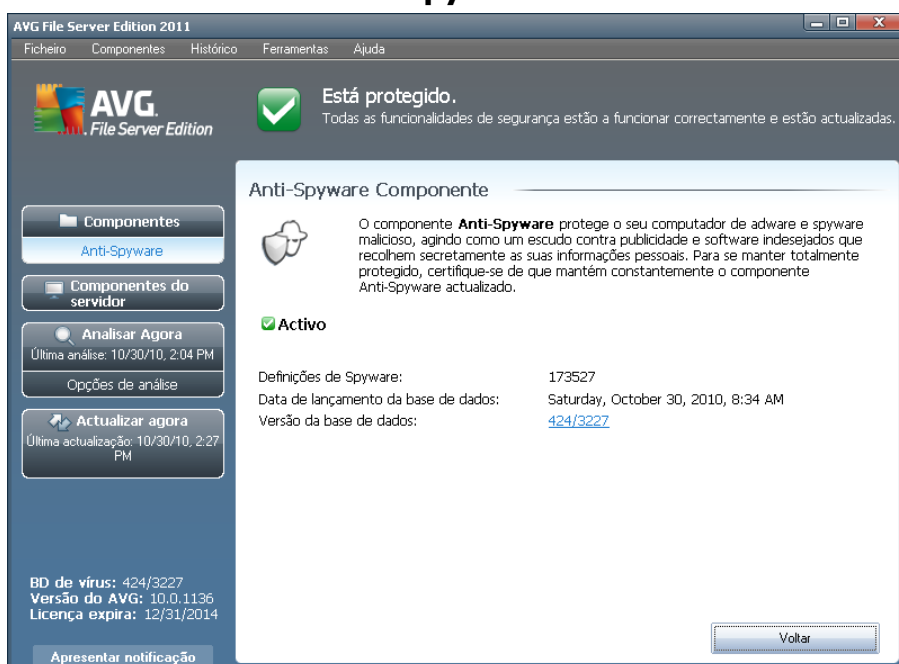 AVG File Server Edition 2011
Ficheiro Componentes Histórico Ferramentas Ajuda
AVG.
File Server Edition
Está protegido.
Todas as funcionalidades de segurança estão a funcionar correctamente e estão actualizadas.
Componentes
Anti-Spyware
Componentes do
servidor
Analisar Agora
Última análise: 10/30/10, 2:04 PM
Opções de análise
Actualizar agora
Última actualização: 10/30/10, 2:27
PM
BD de vírus: 424/3227
Versão do AVG: 10.0.1136
Licença expira: 12/31/2014
Apresentar notificação
Anti-Spyware Componente
O componente Anti-Spyware protege o seu computador de adware e spyware
malicioso, agindo como um escudo contra publicidade e software indesejados que
recolhem secretamente as suas informações pessoais. Para se manter totalmente
protegido, certifique-se de que mantém constantemente o componente
Anti-Spyware actualizado.
Activo
Definições de Spyware: 173527
Data de lançamento da base de dados: Saturday, October 30, 2010, 8:34 AM
Versão da base de dados: 424/3227
Voltar